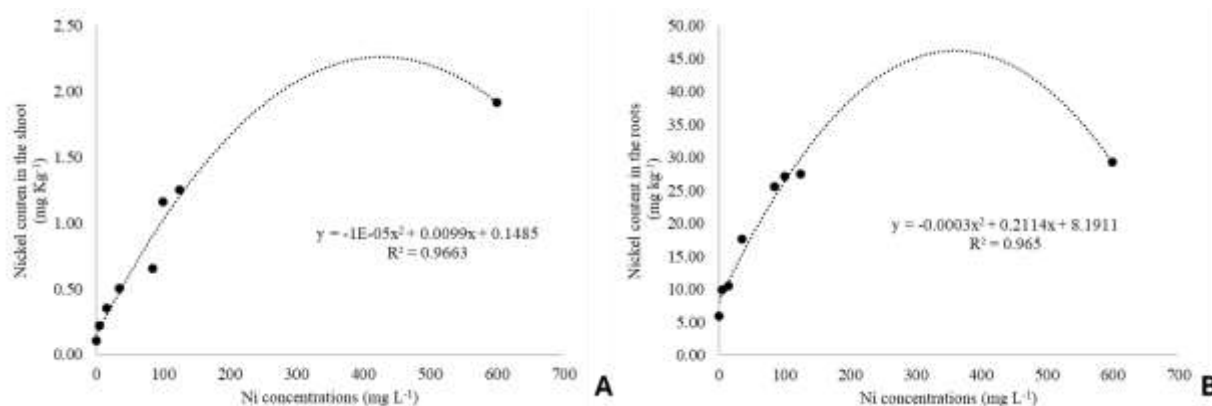 2.50
2.00
1.50
1.00
0.50
0.00
Nickel conten in the shoot
(mg Kg-1)
y = -1E-05x² + 0.0099x + 0.1485
R² = 0.9663
0 100 200 300 400 500 600 700
Ni concentrations (mg L-1)
A
50.00
45.00
40.00
35.00
30.00
25.00
20.00
15.00
10.00
5.00
0.00
Nickel content in the roots
(mg kg-1)
y = -0.0003x² + 0.2114x + 8.1911
R² = 0.965
0 100 200 300 400 500 600 700
Ni concentrations (mg L-1)
B